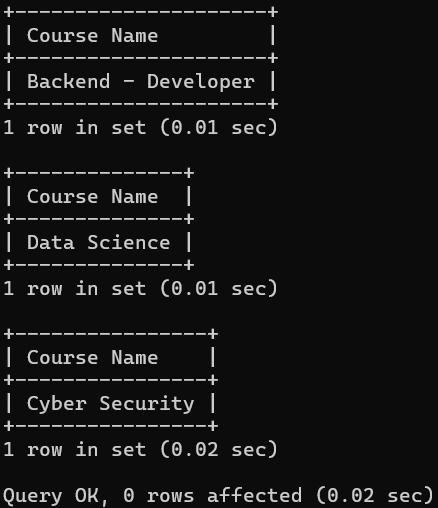 +---------------------+
| Course Name         |
+---------------------+
| Backend - Developer |
+---------------------+
1 row in set (0.01 sec)

+--------------+
| Course Name  |
+--------------+
| Data Science |
+--------------+
1 row in set (0.01 sec)

+----------------+
| Course Name    |
+----------------+
| Cyber Security |
+----------------+
1 row in set (0.02 sec)

Query OK, 0 rows affected (0.02 sec)